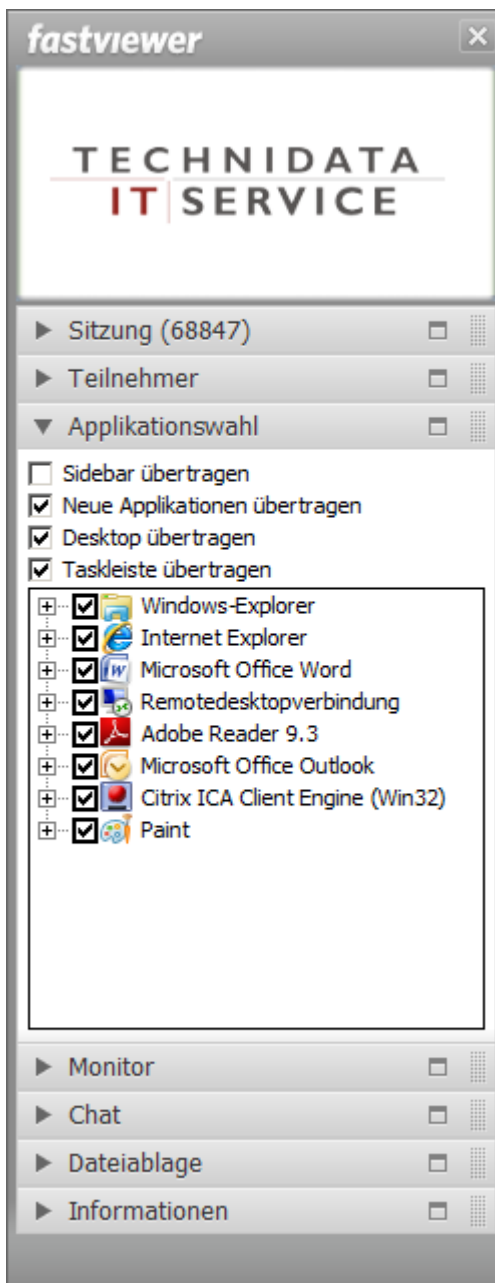 fastviewer
TECHNIDATA
IT SERVICE
Sitzung (68847)
Teilnehmer
Applikationswahl
Sidebar übertragen
Neue Applikationen übertragen
Desktop übertragen
Taskleiste übertragen
Windows-Explorer
Internet Explorer
Microsoft Office Word
Remotedesktopverbindung
Adobe Reader 9.3
Microsoft Office Outlook
Citrix ICA Client Engine (Win32)
Paint
Monitor
Chat
Dateiablage
Informationen